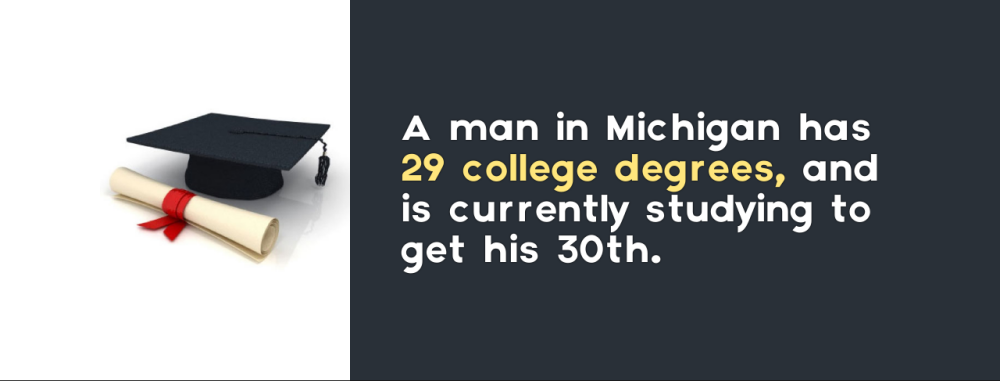 A man in Michigan has
29 college degrees, and
is currently studying to
get his 30th.